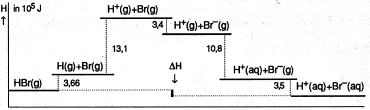 H in 10⁵ J
H⁺(g)+Br(g)
3,4
H⁺(g)+Br⁻(g)
13,1
10,8
H(g)+Br(g)
ΔH
H⁺(aq)+Br⁻(g)
HBr(g)
3,66
3,5
H⁺(aq)+Br⁻(aq)